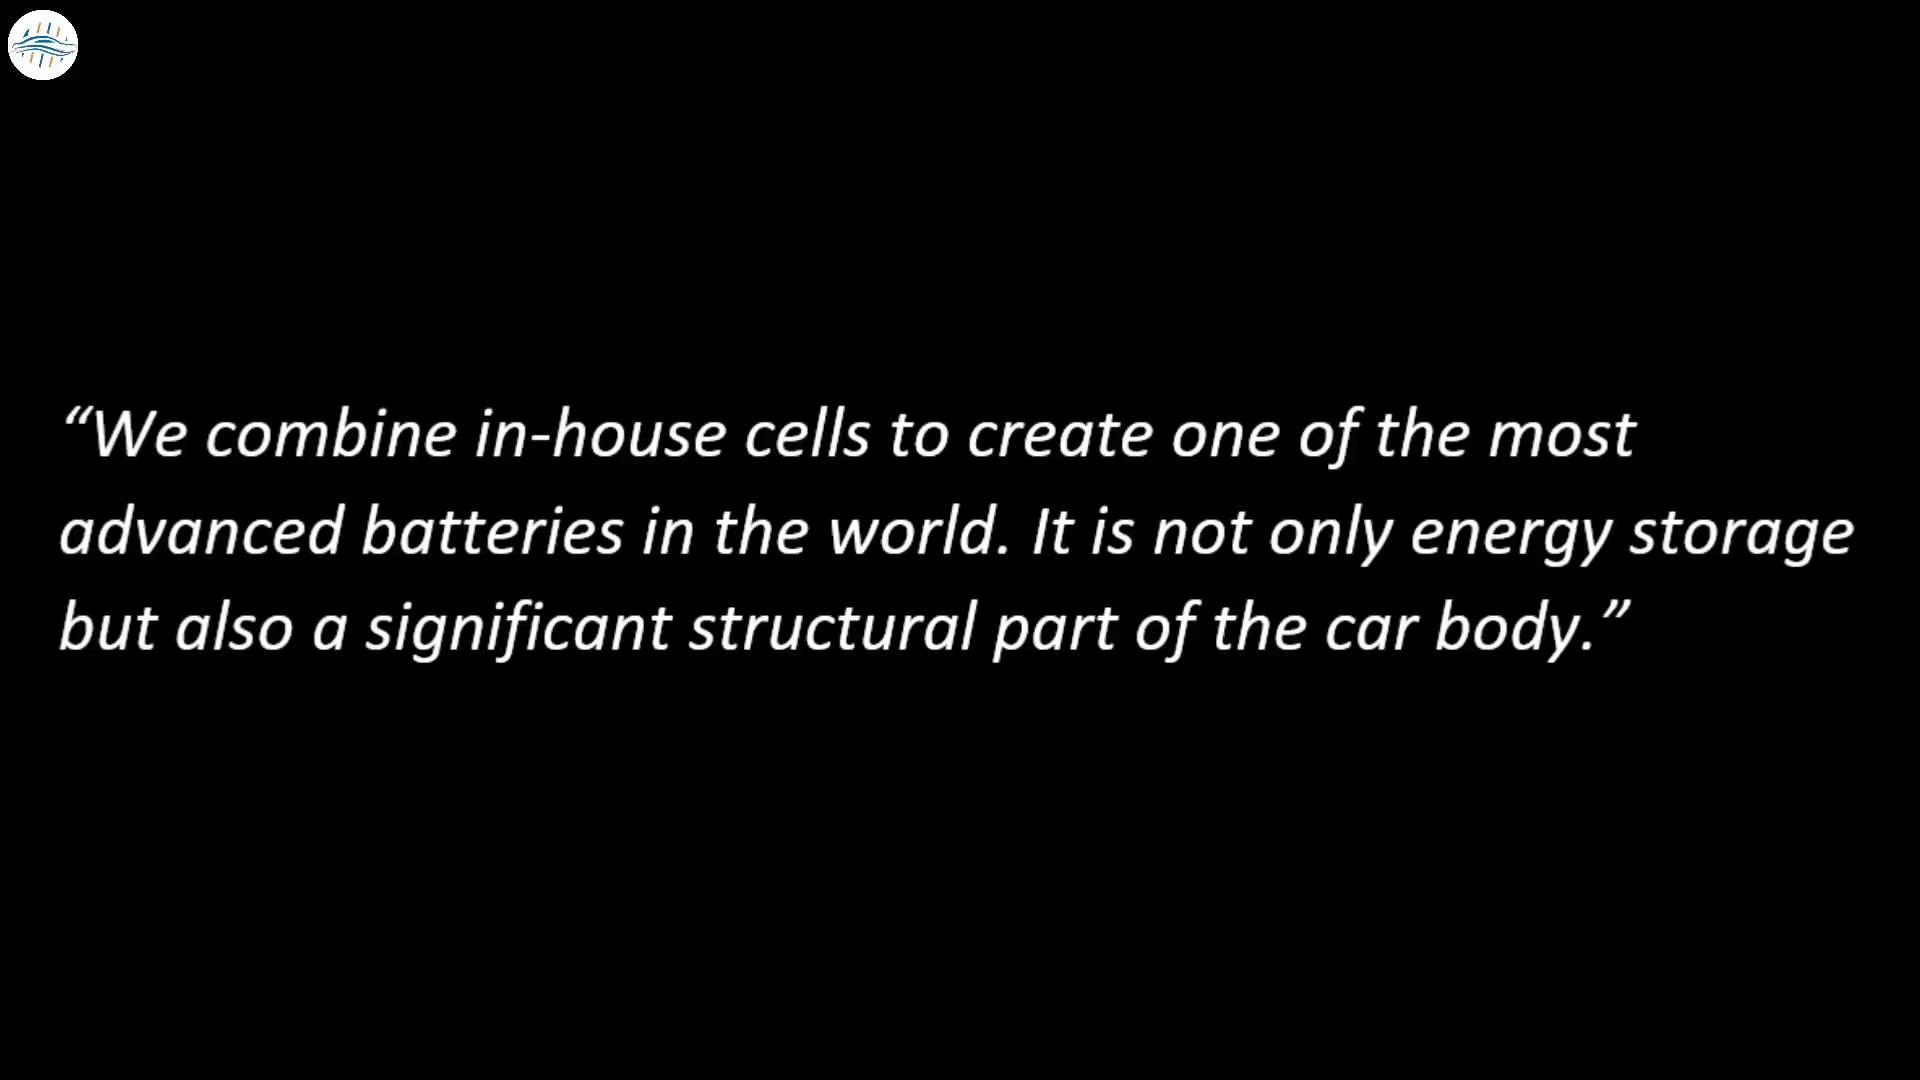 “We combine in-house cells to create one of the most
advanced batteries in the world. It is not only energy storage
but also a significant structural part of the car body.”